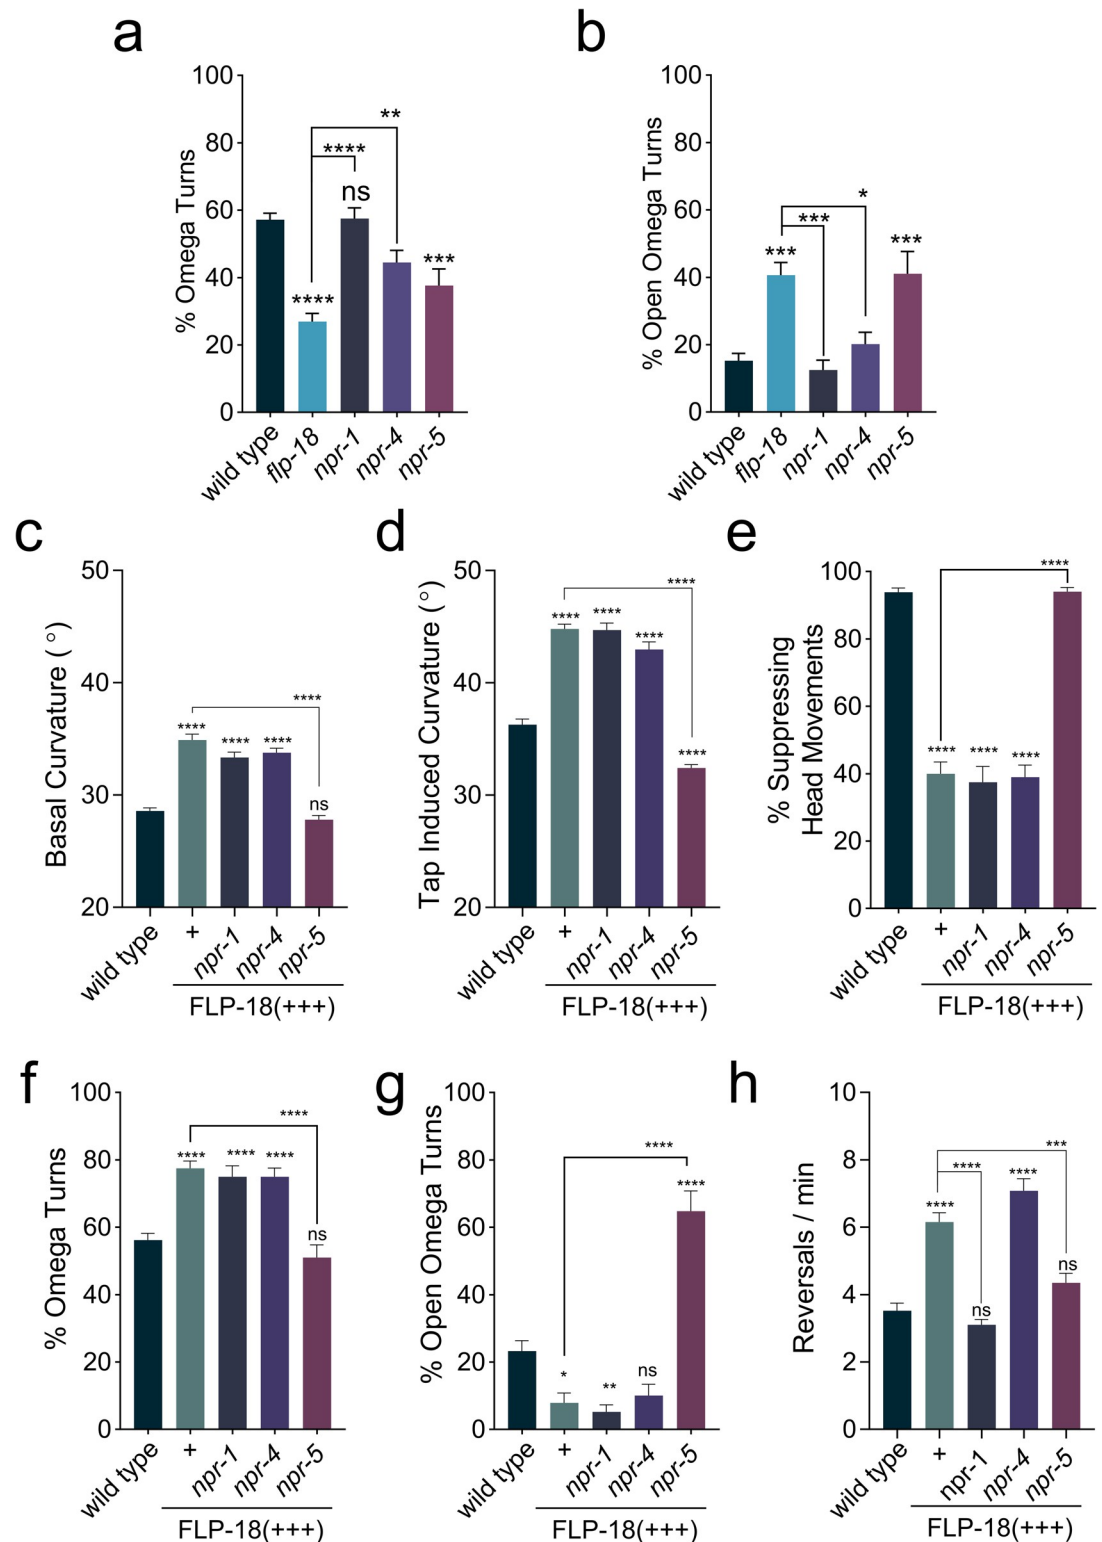 a
100
80
60
40
20
0
% Omega Turns
**
****
ns
****
***
wild type
flp-18
npr-1
npr-4
npr-5
b
100
80
60
40
20
0
% Open Omega Turns
*
***
***
***
wild type
flp-18
npr-1
npr-4
npr-5
c
50
40
30
20
Basal Curvature (°)
****
****
****
****
ns
wild type
+
npr-1
npr-4
npr-5
FLP-18(+++)
d
50
40
30
20
Tap Induced Curvature (°)
****
****
****
****
****
wild type
+
npr-1
npr-4
npr-5
FLP-18(+++)
e
100
80
60
40
20
0
% Suppressing
Head Movements
****
****
****
****
wild type
+
npr-1
npr-4
npr-5
FLP-18(+++)
f
100
80
60
40
20
0
% Omega Turns
****
****
****
****
ns
wild type
+
npr-1
npr-4
npr-5
FLP-18(+++)
g
100
80
60
40
20
0
% Open Omega Turns
****
****
*
**
ns
wild type
+
npr-1
npr-4
npr-5
FLP-18(+++)
h
10
8
6
4
2
0
Reversals / min
***
****
****
****
ns
ns
wild type
+
npr-1
npr-4
npr-5
FLP-18(+++)